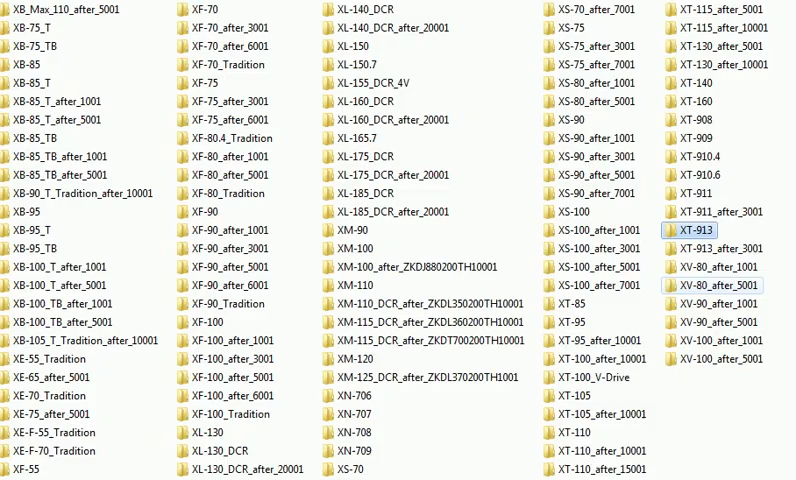 XB_Max_110_after_5001
XB-75_T
XB-75_TB
XB-85
XB-85_T
XB-85_T_after_1001
XB-85_T_after_5001
XB-85_TB
XB-85_TB_after_1001
XB-85_TB_after_5001
XB-90_T_Tradition_after_10001
XB-95
XB-95_T
XB-95_TB
XB-100_T_after_1001
XB-100_T_after_5001
XB-100_TB_after_1001
XB-100_TB_after_5001
XB-105_T_Tradition_after_10001
XE-55_Tradition
XE-65_after_5001
XE-70_Tradition
XE-75_after_5001
XE-F-55_Tradition
XE-F-70_Tradition
XF-55
XF-70
XF-70_after_3001
XF-70_after_6001
XF-70_Tradition
XF-75
XF-75_after_3001
XF-75_after_6001
XF-80.4_Tradition
XF-80_after_1001
XF-80_after_5001
XF-80_Tradition
XF-90
XF-90_after_1001
XF-90_after_3001
XF-90_after_5001
XF-90_after_6001
XF-90_Tradition
XF-100
XF-100_after_1001
XF-100_after_3001
XF-100_after_5001
XF-100_after_6001
XF-100_Tradition
XL-130
XL-130_DCR
XL-130_DCR_after_20001
XL-140_DCR
XL-140_DCR_after_20001
XL-150
XL-150.7
XL-155_DCR_4V
XL-160_DCR
XL-160_DCR_after_20001
XL-165.7
XL-175_DCR
XL-175_DCR_after_20001
XL-185_DCR
XL-185_DCR_after_20001
XM-90
XM-100
XM-100_after_ZKDJ880200TH10001
XM-110
XM-110_DCR_after_ZKDL350200TH10001
XM-115_DCR_after_ZKDL360200TH10001
XM-115_DCR_after_ZKDT700200TH10001
XM-120
XM-125_DCR_after_ZKDL370200TH1001
XN-706
XN-707
XN-708
XN-709
XS-70
XS-70_after_7001
XS-75
XS-75_after_3001
XS-75_after_7001
XS-80_after_1001
XS-80_after_5001
XS-90
XS-90_after_1001
XS-90_after_3001
XS-90_after_5001
XS-90_after_7001
XS-100
XS-100_after_1001
XS-100_after_3001
XS-100_after_5001
XS-100_after_7001
XT-85
XT-95
XT-95_after_10001
XT-100_after_10001
XT-100_V-Drive
XT-105
XT-105_after_10001
XT-110
XT-110_after_10001
XT-110_after_15001
XT-115_after_5001
XT-115_after_10001
XT-130_after_5001
XT-130_after_10001
XT-140
XT-160
XT-908
XT-909
XT-910.4
XT-910.6
XT-911
XT-911_after_3001
XT-913
XT-913_after_3001
XV-80_after_1001
XV-80_after_5001
XV-90_after_1001
XV-90_after_5001
XV-100_after_1001
XV-100_after_5001